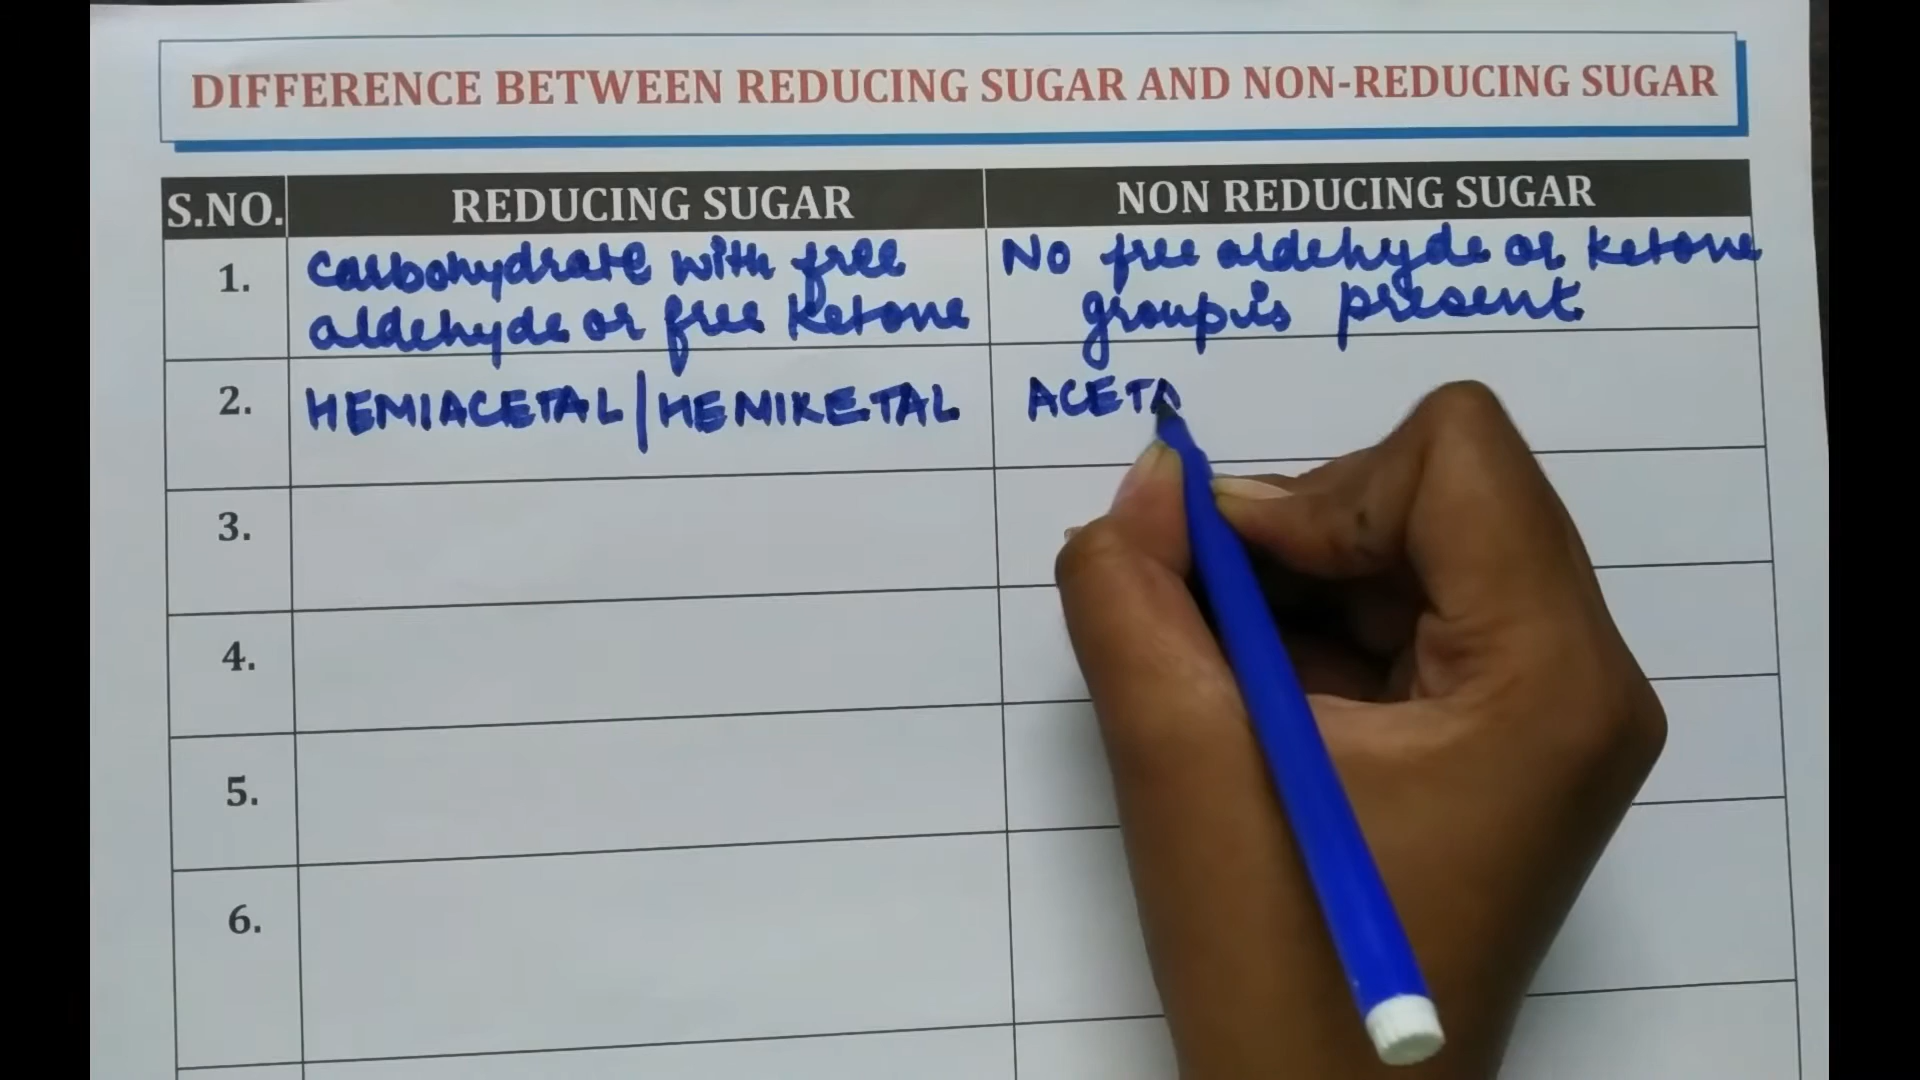 DIFFERENCE BETWEEN REDUCING SUGAR AND NON-REDUCING SUGAR
S.NO. REDUCING SUGAR NON REDUCING SUGAR
1. Carbohydrate with free No free aldehyde or ketone
aldehyde or free ketone group is present.
2. HEMIACETAL/HEMIKETAL ACETA
3.
4.
5.
6.